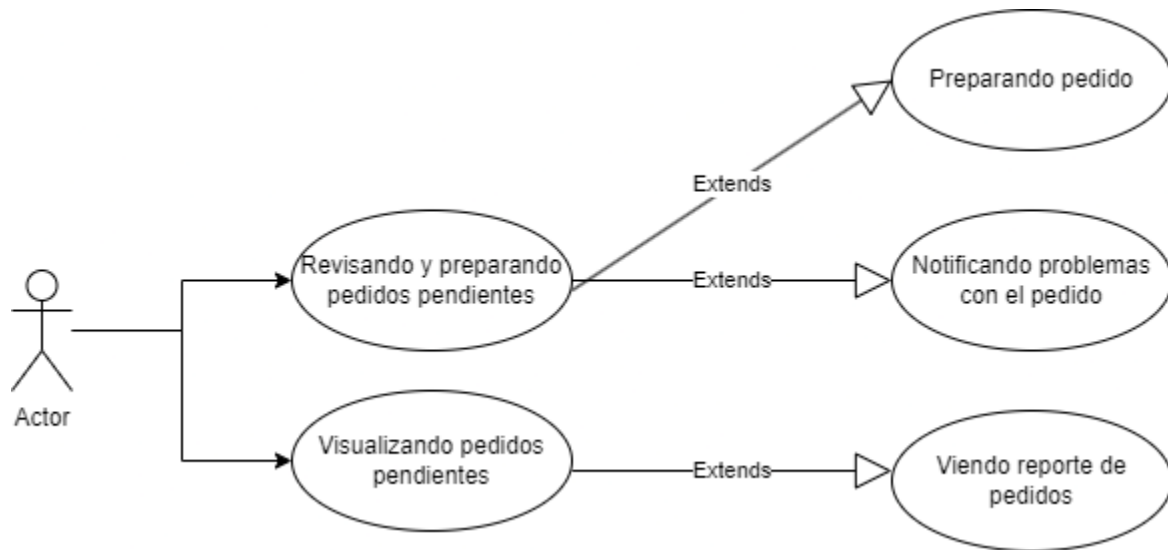 Preparando pedido
Extends
Revisando y preparando
pedidos pendientes
Extends
Notificando problemas
con el pedido
Actor
Visualizando pedidos
pendientes
Extends
Viendo reporte de
pedidos